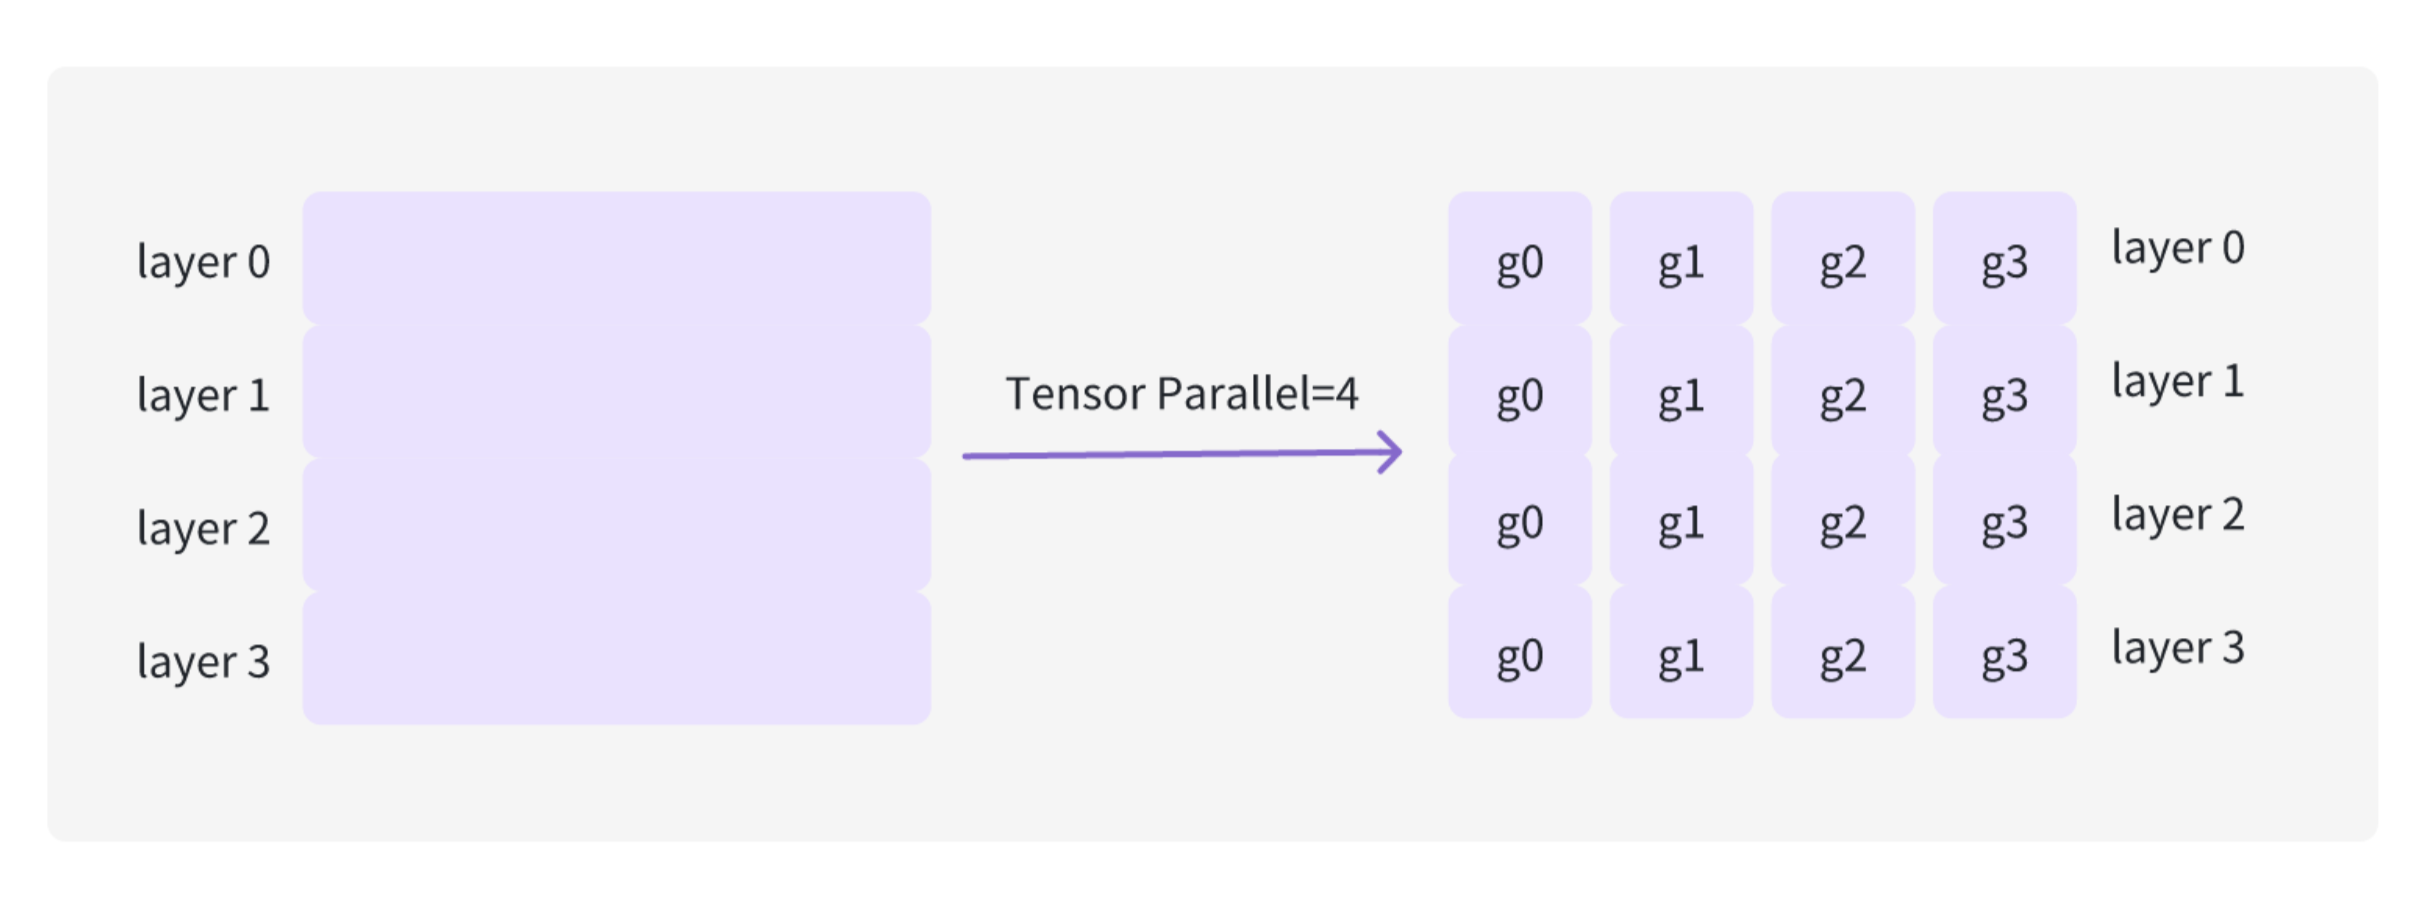 layer 0
layer 1
layer 2
layer 3
Tensor Parallel=4
g0 g1 g2 g3 layer 0
g0 g1 g2 g3 layer 1
g0 g1 g2 g3 layer 2
g0 g1 g2 g3 layer 3